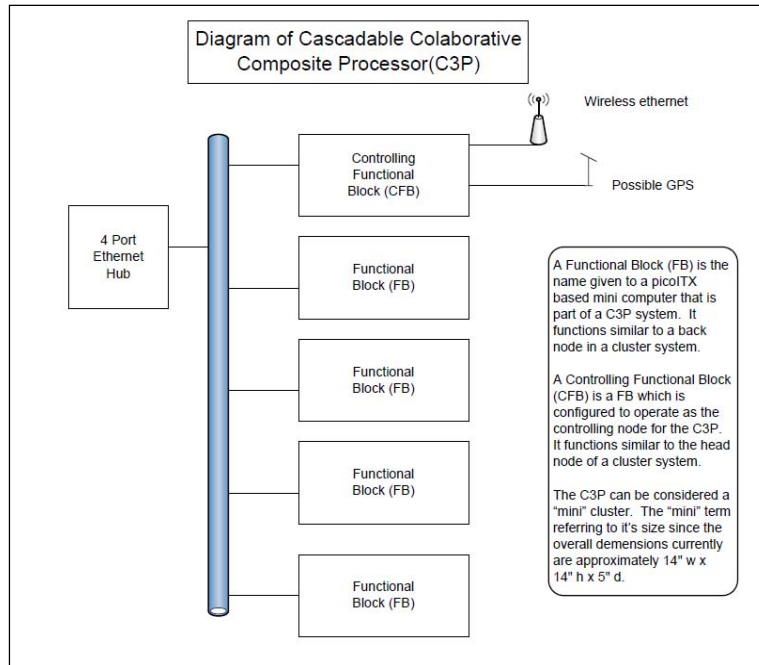 Diagram of Cascadable Colaborative
Composite Processor(C3P)
Wireless ethernet
Controlling
Functional
Block (CFB)
Possible GPS
4 Port
Ethernet
Hub
Functional
Block (FB)
Functional
Block (FB)
Functional
Block (FB)
Functional
Block (FB)
A Functional Block (FB) is the
name given to a picoITX
based mini computer that is
part of a C3P system.  It
functions similar to a back
node in a cluster system.
A Controlling Functional Block
(CFB) is a FB which is
configured to operate as the
controlling node for the C3P.
It functions similar to the head
node of a cluster system.
The C3P can be considered a
“mini” cluster.  The “mini” term
referring to it’s size since the
overall demensions currently
are approximately 14" w x
14" h x 5" d.